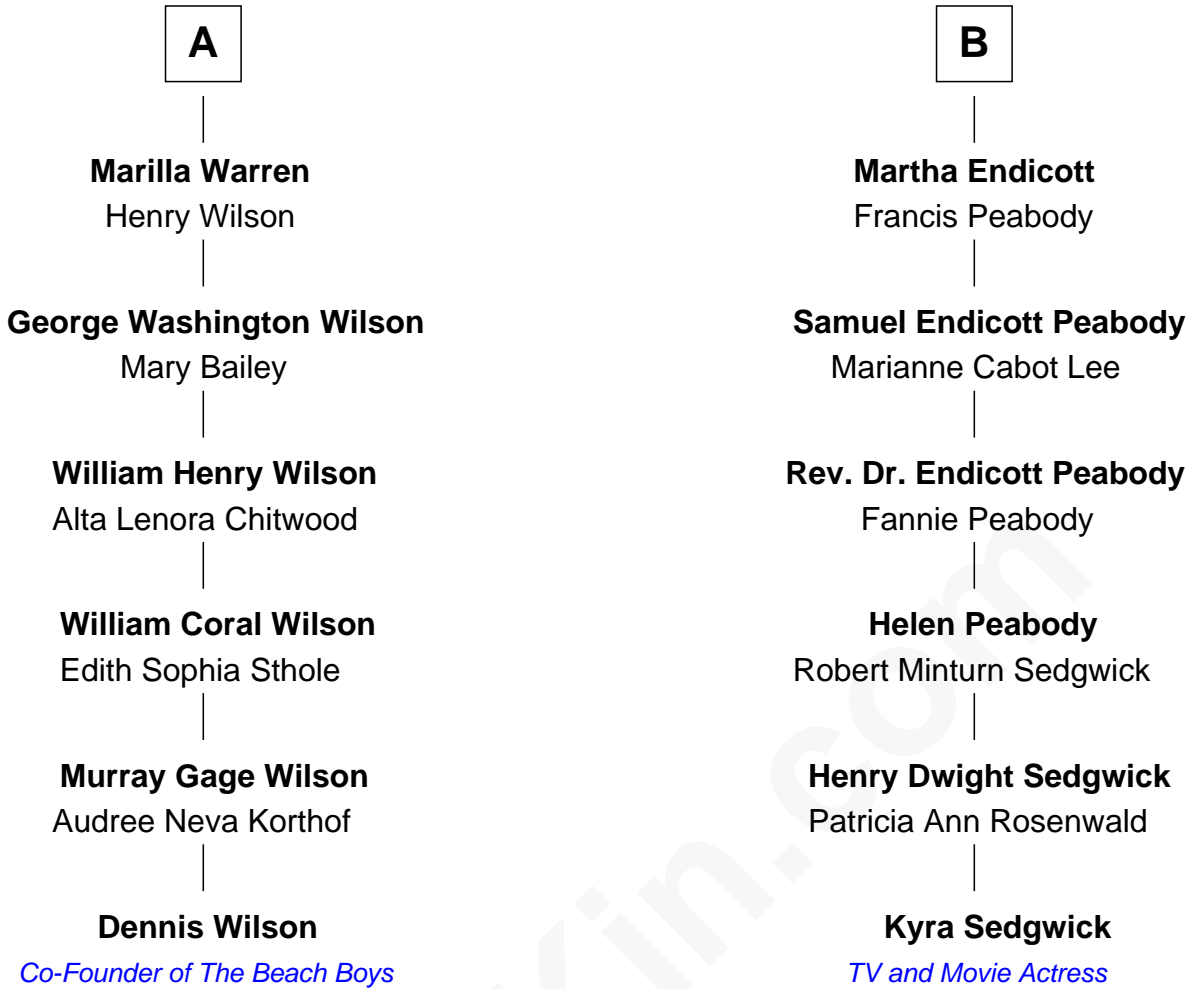 A
Marilla Warren
Henry Wilson
George Washington Wilson
Mary Bailey
William Henry Wilson
Alta Lenora Chitwood
William Coral Wilson
Edith Sophia Sthole
Murray Gage Wilson
Audree Neva Korthof
Dennis Wilson
Co-Founder of The Beach Boys
B
Martha Endicott
Francis Peabody
Samuel Endicott Peabody
Marianne Cabot Lee
Rev. Dr. Endicott Peabody
Fannie Peabody
Helen Peabody
Robert Minturn Sedgwick
Henry Dwight Sedgwick
Patricia Ann Rosenwald
Kyra Sedgwick
TV and Movie Actress
Kin.com